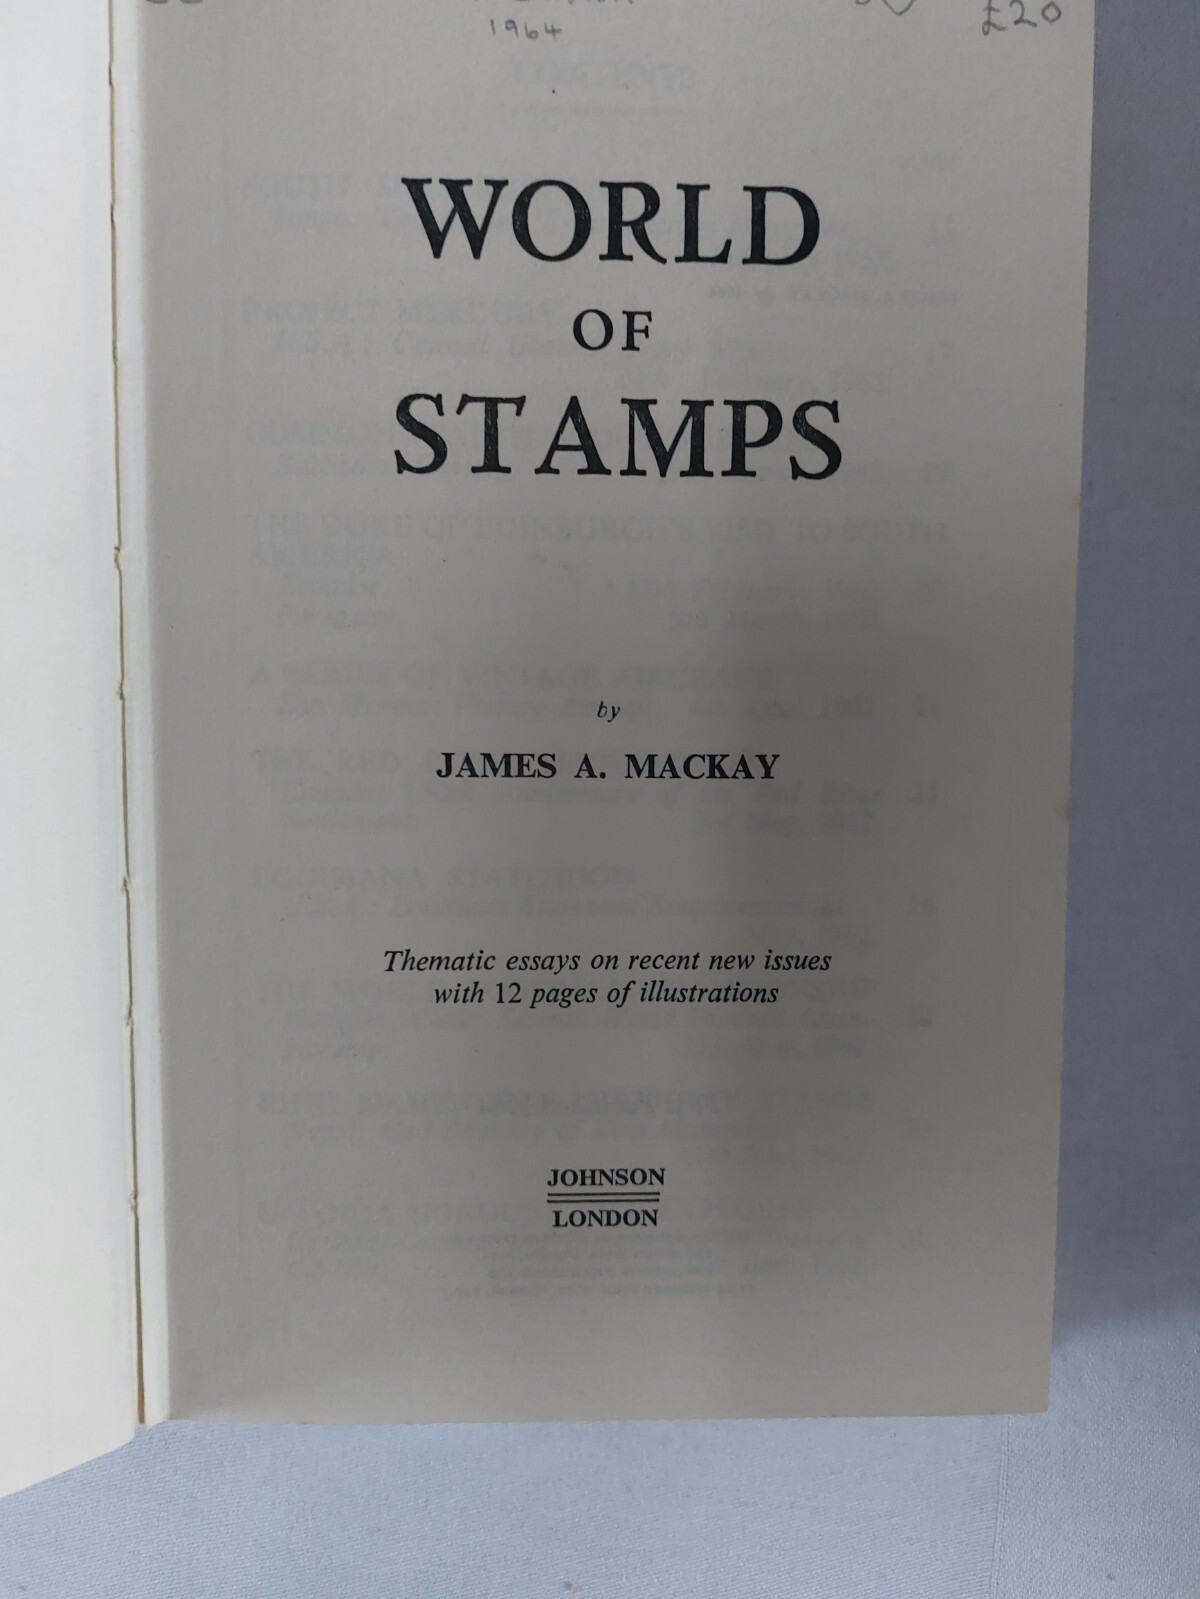 1964
£20
WORLD
OF
STAMPS
by
JAMES A. MACKAY
Thematic essays on recent new issues
with 12 pages of illustrations
JOHNSON
LONDON